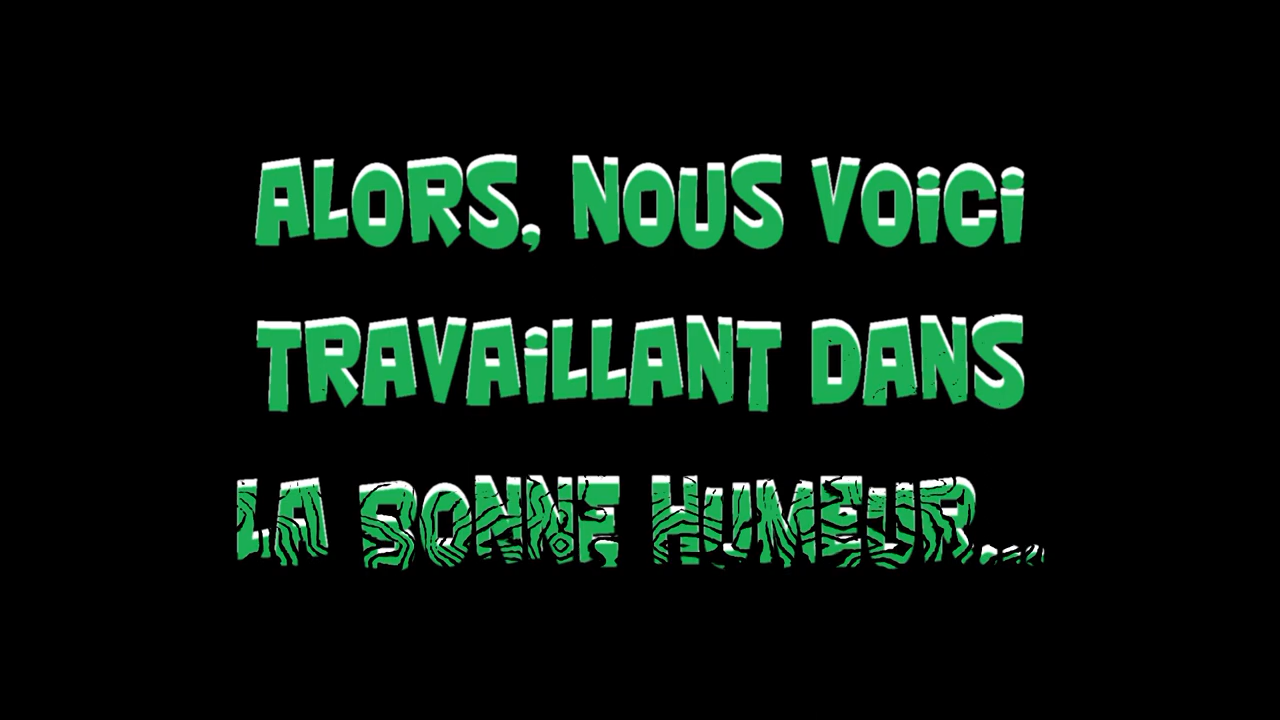 ALORS, NOUS VOiCi
TRAVAiLLANT DANS
LA BONNE HUMEUR...